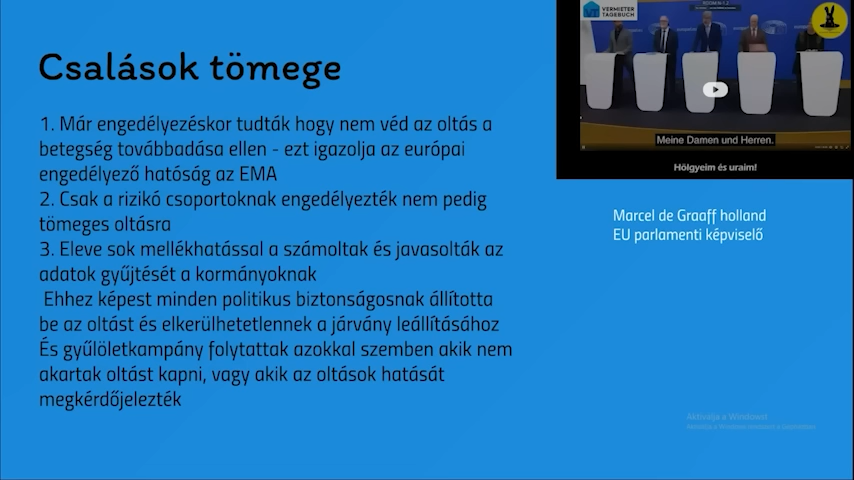 Csalások tömege
1. Már engedélyezéskor tudták hogy nem véd az oltás a
betegség továbbadása ellen - ezt igazolja az európai
engedélyező hatóság az EMA
2. Csak a rizikó csoportoknak engedélyezték nem pedig
tömeges oltásra
3. Eleve sok mellékhatással a számoltak és javasolták az
adatok gyűjtését a kormányoknak
Ehhez képest minden politikus biztonságosnak állította
be az oltást és elkerülhetetlennek a járvány leállításához
És gyűlöletkampány folytattak azokkal szemben akik nem
akartak oltást kapni, vagy akik az oltások hatását
megkérdőjelezték
VERMIETER
TAGEBUCH
Meine Damen und Herren.
Hölgyeim és uraim!
Marcel de Graaff holland
EU parlamenti képviselő
Aktiválja a Windowst